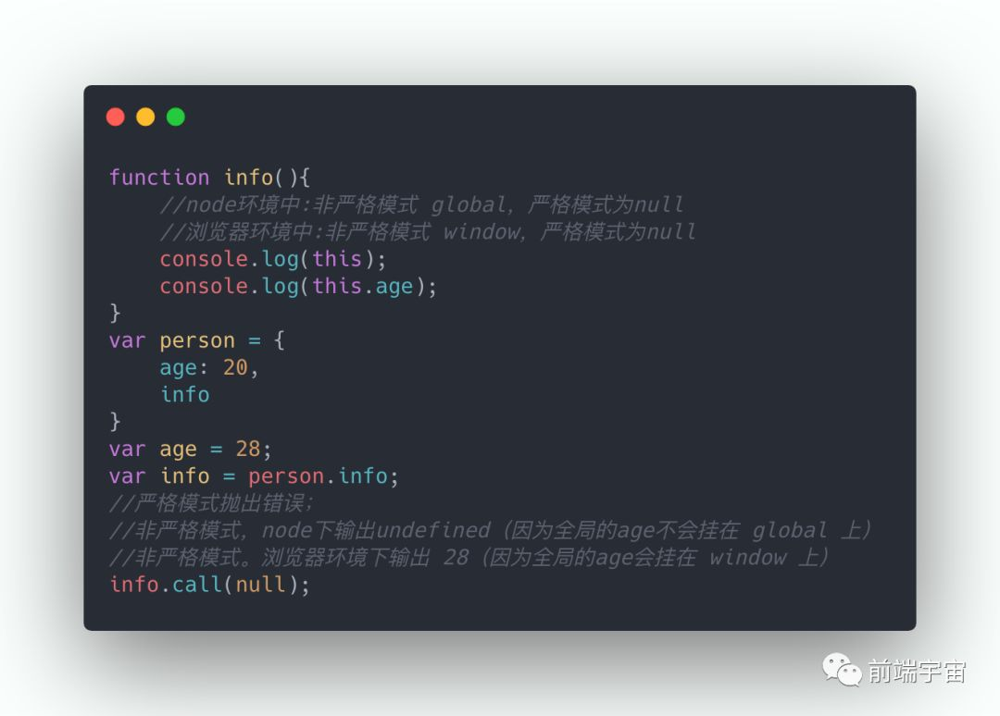 function info(){
    //node环境中:非严格模式 global，严格模式为null
    //浏览器环境中:非严格模式 window，严格模式为null
    console.log(this);
    console.log(this.age);
}
var person = {
    age: 20,
    info
}
var age = 28;
var info = person.info;
//严格模式抛出错误；
//非严格模式，node下输出undefined（因为全局的age不会挂在 global 上）
//非严格模式。浏览器环境下输出 28（因为全局的age会挂在 window 上）
info.call(null);
前端宇宙